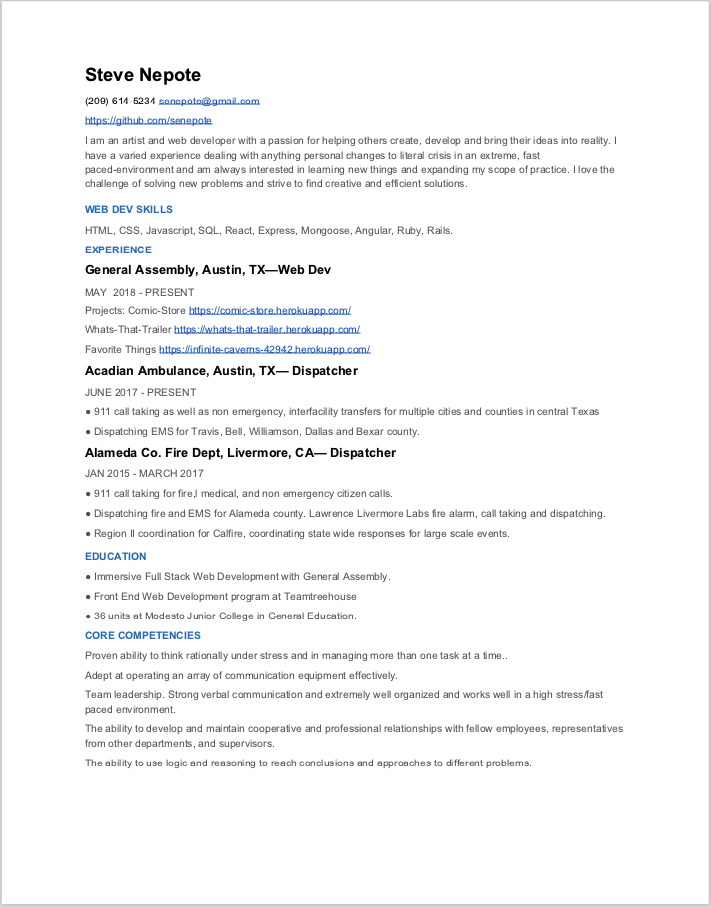 Steve Nepote
(209) 614-5234 senepote@gmail.com
https://github.com/senepote
I am an artist and web developer with a passion for helping others create, develop and bring their ideas into reality. I
have a varied experience dealing with anything personal changes to literal crisis in an extreme, fast
paced-environment and am always interested in learning new things and expanding my scope of practice. I love the
challenge of solving new problems and strive to find creative and efficient solutions.
WEB DEV SKILLS
HTML, CSS, Javascript, SQL, React, Express, Mongoose, Angular, Ruby, Rails.
EXPERIENCE
General Assembly, Austin, TX—Web Dev
MAY  2018 - PRESENT
Projects: Comic-Store https://comic-store.herokuapp.com/
Whats-That-Trailer https://whats-that-trailer.herokuapp.com/
Favorite Things https://infinite-caverns-42942.herokuapp.com/
Acadian Ambulance, Austin, TX— Dispatcher
JUNE 2017 - PRESENT
● 911 call taking as well as non emergency, interfacility transfers for multiple cities and counties in central Texas
● Dispatching EMS for Travis, Bell, Williamson, Dallas and Bexar county.
Alameda Co. Fire Dept, Livermore, CA— Dispatcher
JAN 2015 - MARCH 2017
● 911 call taking for fire,l medical, and non emergency citizen calls.
● Dispatching fire and EMS for Alameda county. Lawrence Livermore Labs fire alarm, call taking and dispatching.
● Region II coordination for Calfire, coordinating state wide responses for large scale events.
EDUCATION
● Immersive Full Stack Web Development with General Assembly.
● Front End Web Development program at Teamtreehouse
● 36 units at Modesto Junior College in General Education.
CORE COMPETENCIES
Proven ability to think rationally under stress and in managing more than one task at a time..
Adept at operating an array of communication equipment effectively.
Team leadership. Strong verbal communication and extremely well organized and works well in a high stress/fast
paced environment.
The ability to develop and maintain cooperative and professional relationships with fellow employees, representatives
from other departments, and supervisors.
The ability to use logic and reasoning to reach conclusions and approaches to different problems.